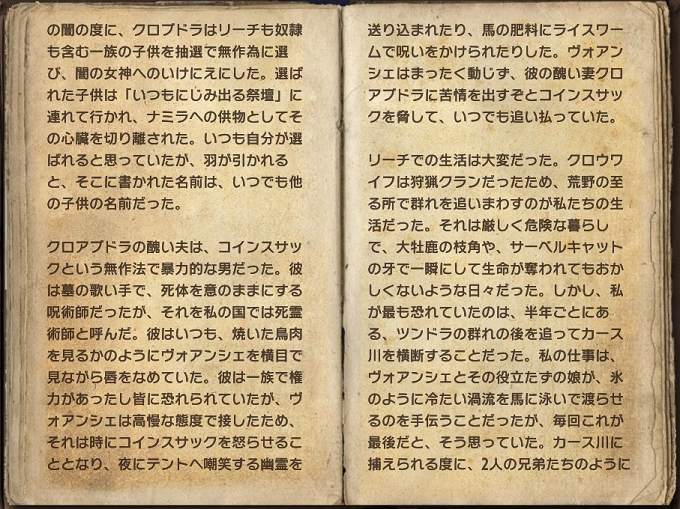 の闇の度に、クロブドラはリーチも奴隷
も含む一族の子供を抽選で無作為に選
び、闇の女神へのいけにえにした。選ば
れた子供は「いつもにじみ出る祭壇」に
連れて行かれ、ナミラへの供物としてそ
の心臓を切り離された。いつも自分が選
ばれると思っていたが、羽が引かれる
と、そこに書かれた名前は、いつでも他
の子供の名前だった。
クロアブドラの醜い夫は、コインスサッ
クという無作法で暴力的な男だった。彼
は墓の歌い手で、死体を意のままにする
呪術師だったが、それを私の国では死霊
術師と呼んだ。彼はいつも、焼いた鳥肉
を見るかのようにヴォアンシェを横目で
見ながら唇をなめていた。彼は一族で権
力があったし皆に恐れられていたが、ヴ
ォアンシェは高慢な態度で接したため、
それは時にコインスサックを怒らせるこ
ととなり、夜にテントへ嘲笑する幽霊を
送り込まれたり、馬の肥料にライスワー
ムで呪いをかけられたりした。ヴォアン
シェはまったく動じず、彼の醜い妻クロ
アブドラに苦情を出すぞとコインスサッ
クを脅して、いつでも追い払っていた。
リーチでの生活は大変だった。クロウワ
イフは狩猟クランだったため、荒野の至
る所で群れを追いまわすのが私たちの生
活だった。それは厳しく危険な暮らし
で、大牡鹿の枝角や、サーベルキャット
の牙で一瞬にして生命が奪われてもおか
しくないような日々だった。しかし、私
が最も恐れていたのは、半年ごとにあ
る、ツンドラの群れの後を追ってカース
川を横断することだった。私の仕事は、
ヴォアンシェとその役立たずの娘が、氷
のように冷たい渦流を馬に泳いで渡らせ
るのを手伝うことだったが、毎回これが
最後だと、そう思っていた。カース川に
捕えられる度に、2人の兄弟たちのように